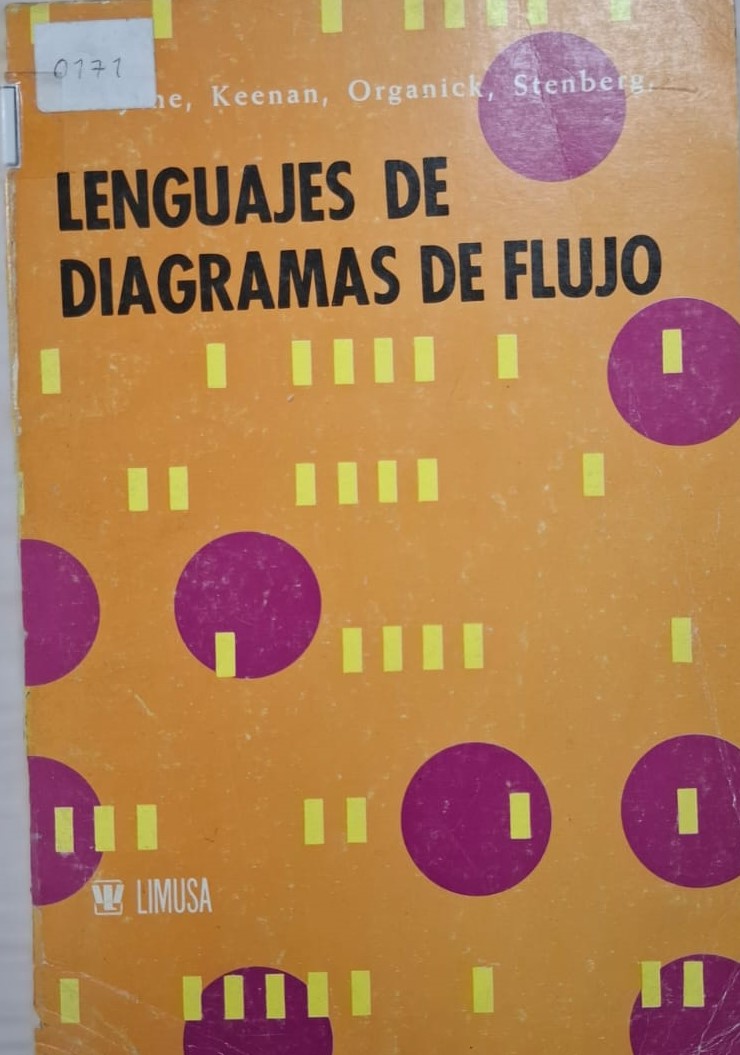 0171
Keenan, Organick, Stenberg.
LENGUAJES DE
DIAGRAMAS DE FLUJO
LIMUSA